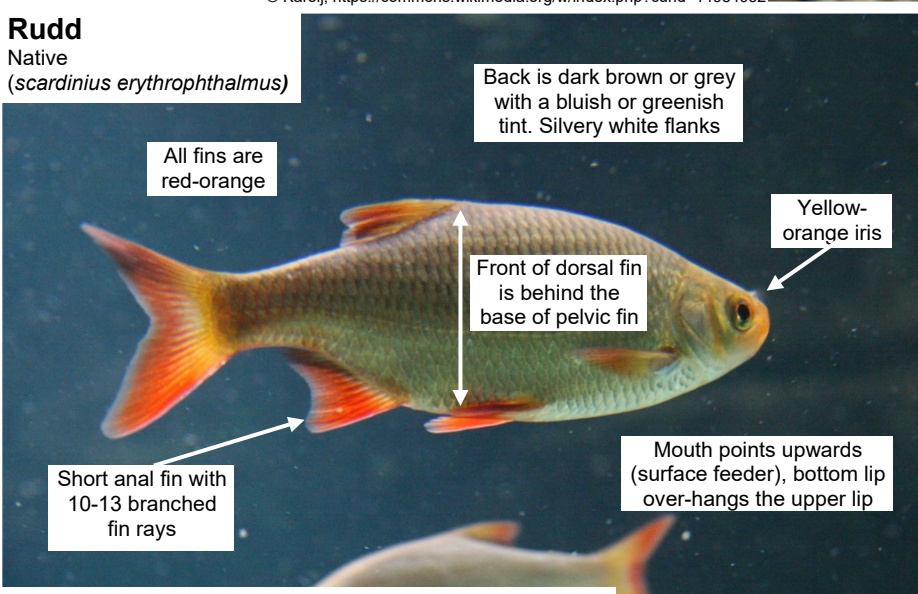 Rudd
Native
(scardinius erythrophthalmus)
Back is dark brown or grey
with a bluish or greenish
tint. Silvery white flanks
All fins are
red-orange
Yellow-
orange iris
Front of dorsal fin
is behind the
base of pelvic fin
Mouth points upwards
(surface feeder), bottom lip
over-hangs the upper lip
Short anal fin with
10-13 branched
fin rays